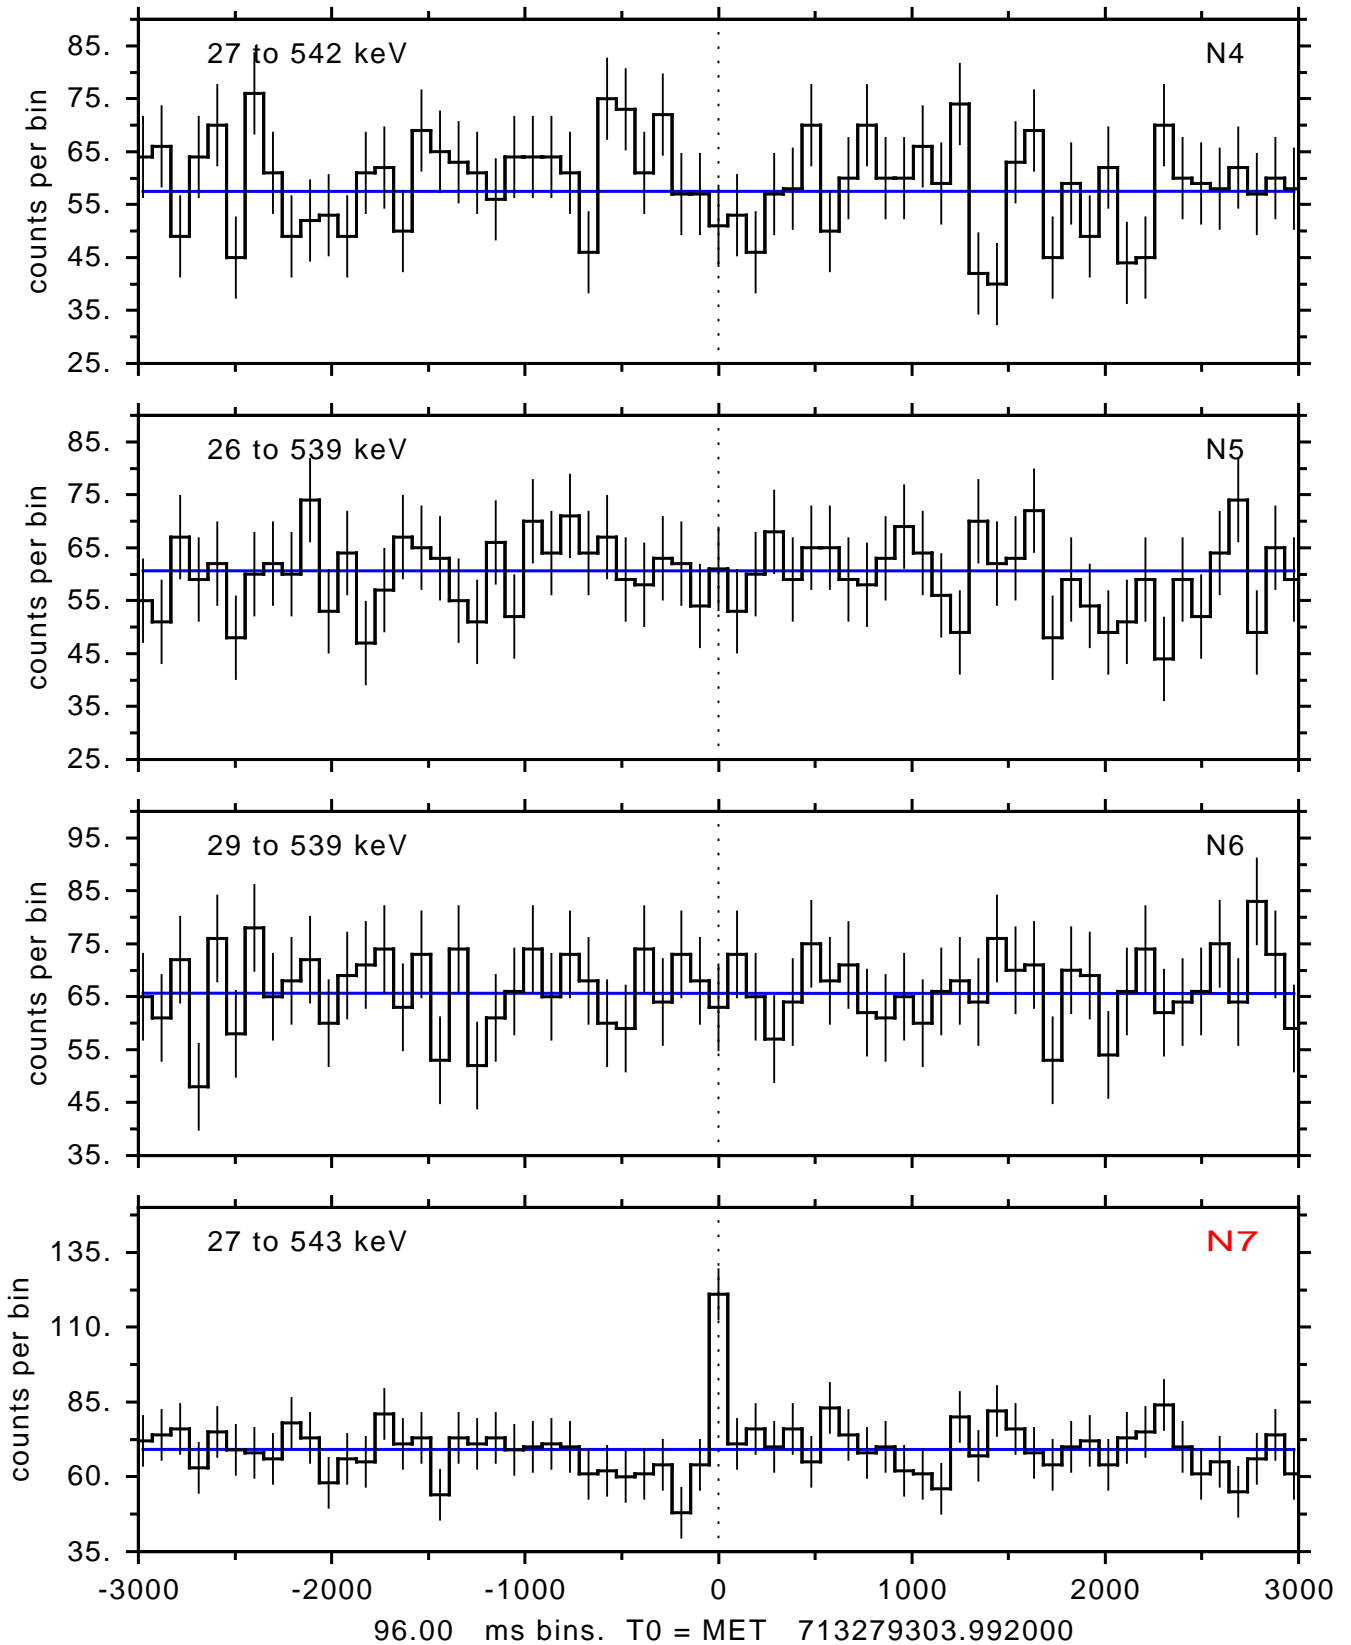 27 to 542 keV N4
85.
75.
65.
55.
45.
35.
25.
counts per bin
26 to 539 keV N5
85.
75.
65.
55.
45.
35.
25.
counts per bin
29 to 539 keV N6
95.
85.
75.
65.
55.
45.
35.
counts per bin
27 to 543 keV N7
135.
110.
85.
60.
35.
counts per bin
-3000 -2000 -1000 0 1000 2000 3000
96.00 ms bins. T0 = MET 713279303.992000